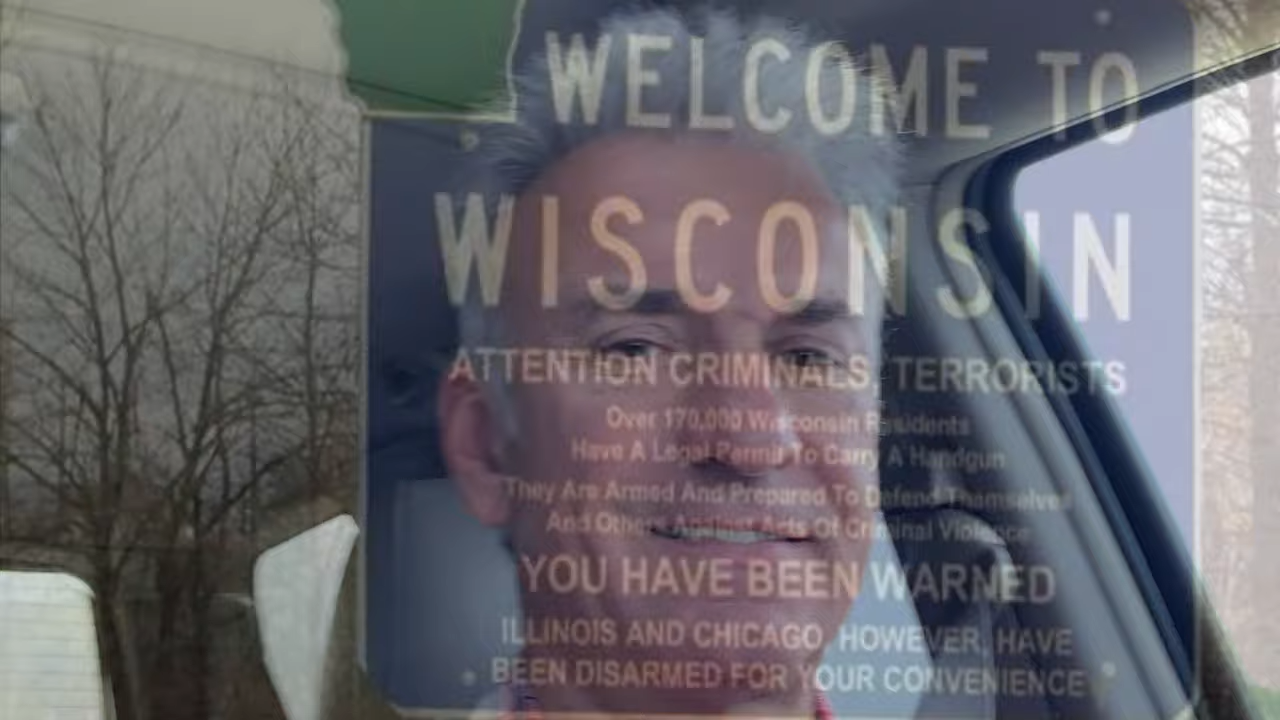 WELCOME TO
WISCONSIN
ATTENTION CRIMINALS, TERRORISTS
Over 170,000 Wisconsin Residents
Have A Legal Permit To Carry A Handgun
They Are Armed And Prepared To Defend Themselves
And Others Against Acts Of Criminal Violence
YOU HAVE BEEN WARNED
ILLINOIS AND CHICAGO, HOWEVER, HAVE
BEEN DISARMED FOR YOUR CONVENIENCE